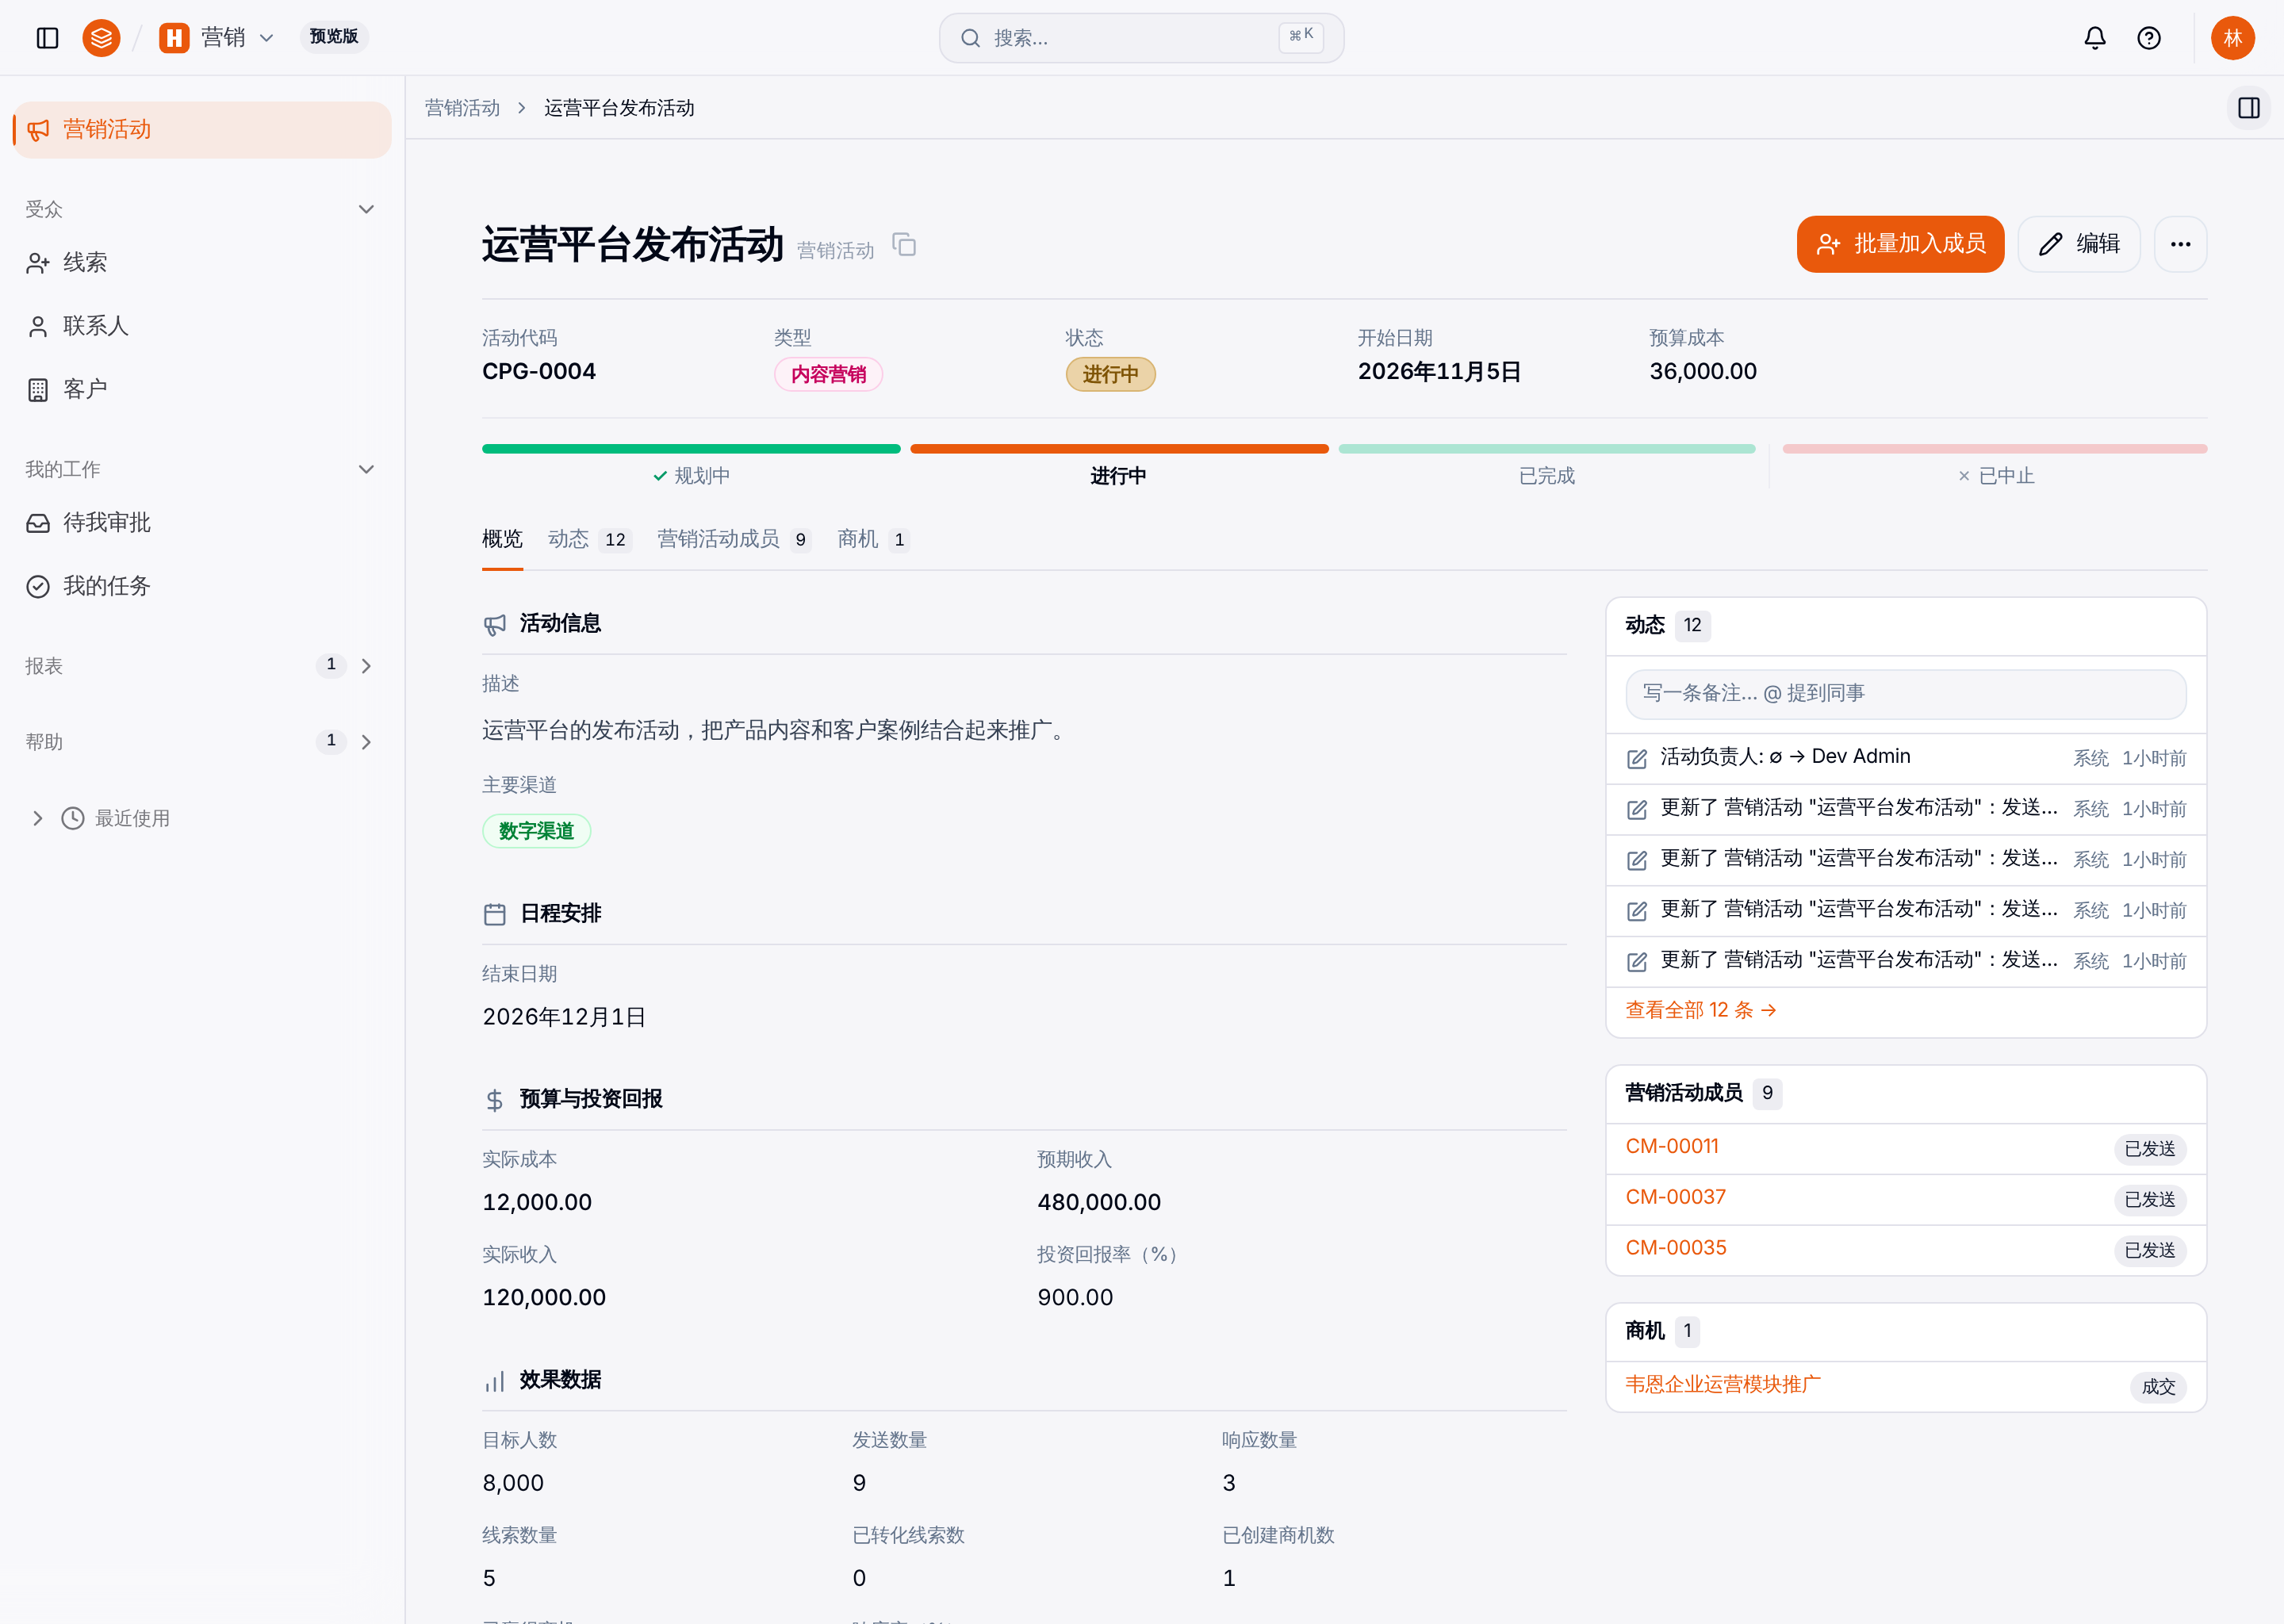 营销
预览版
搜索...
⌘K
林
营销活动
受众
线索
联系人
客户
我的工作
待我审批
我的任务
报表 1
帮助 1
最近使用
营销活动 > 运营平台发布活动
运营平台发布活动 营销活动
批量加入成员
编辑
活动代码 类型 状态 开始日期 预算成本
CPG-0004 内容营销 进行中 2026年11月5日 36,000.00
规划中 进行中 已完成 已中止
概览 动态 12 营销活动成员 9 商机 1
活动信息
描述
运营平台的发布活动，把产品内容和客户案例结合起来推广。
主要渠道
数字渠道
日程安排
结束日期
2026年12月1日
预算与投资回报
实际成本 预期收入
12,000.00 480,000.00
实际收入 投资回报率（%）
120,000.00 900.00
效果数据
目标人数 发送数量 响应数量
8,000 9 3
线索数量 已转化线索数 已创建商机数
5 0 1
动态 12
写一条备注... @ 提到同事
活动负责人: ∅ → Dev Admin 系统 1小时前
更新了 营销活动 "运营平台发布活动"：发送... 系统 1小时前
更新了 营销活动 "运营平台发布活动"：发送... 系统 1小时前
更新了 营销活动 "运营平台发布活动"：发送... 系统 1小时前
更新了 营销活动 "运营平台发布活动"：发送... 系统 1小时前
查看全部 12 条 →
营销活动成员 9
CM-00011 已发送
CM-00037 已发送
CM-00035 已发送
商机 1
韦恩企业运营模块推广 成交